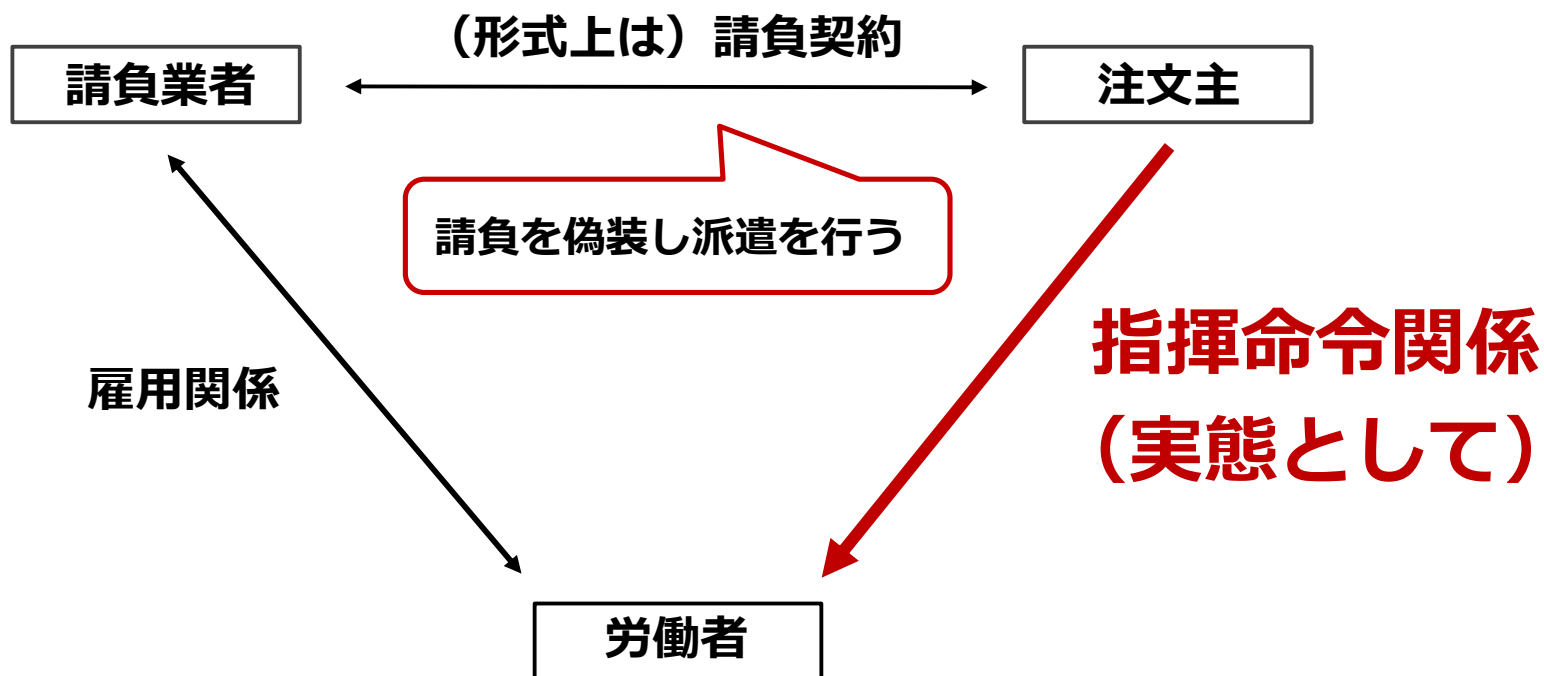 （形式上は）請負契約
請負業者
注文主
請負を偽装し派遣を行う
雇用関係
指揮命令関係
（実態として）
労働者